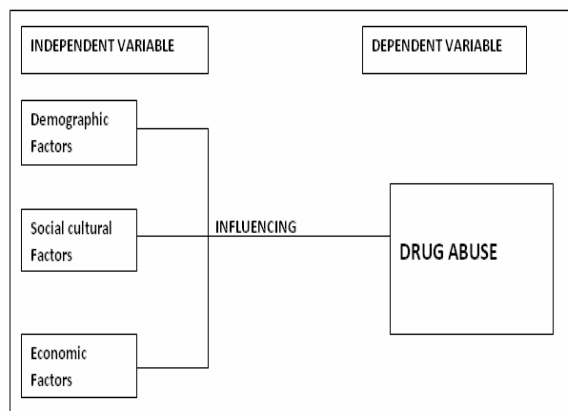 INDEPENDENT VARIABLE
DEPENDENT VARIABLE
Demographic
Factors
Social cultural
Factors
INFLUENCING
DRUG ABUSE
Economic
Factors